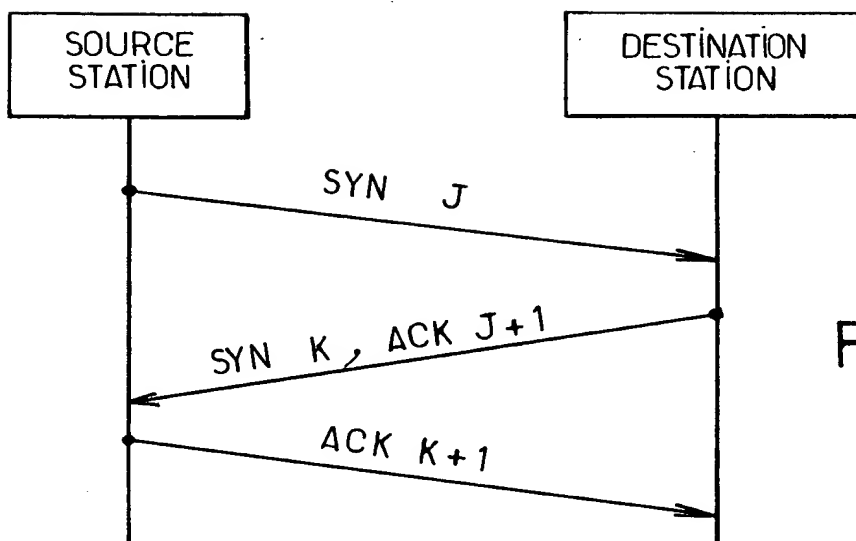 SOURCE
STATION
DESTINATION
STATION
SYN J
SYN K, ACK J+1
ACK K+1
F